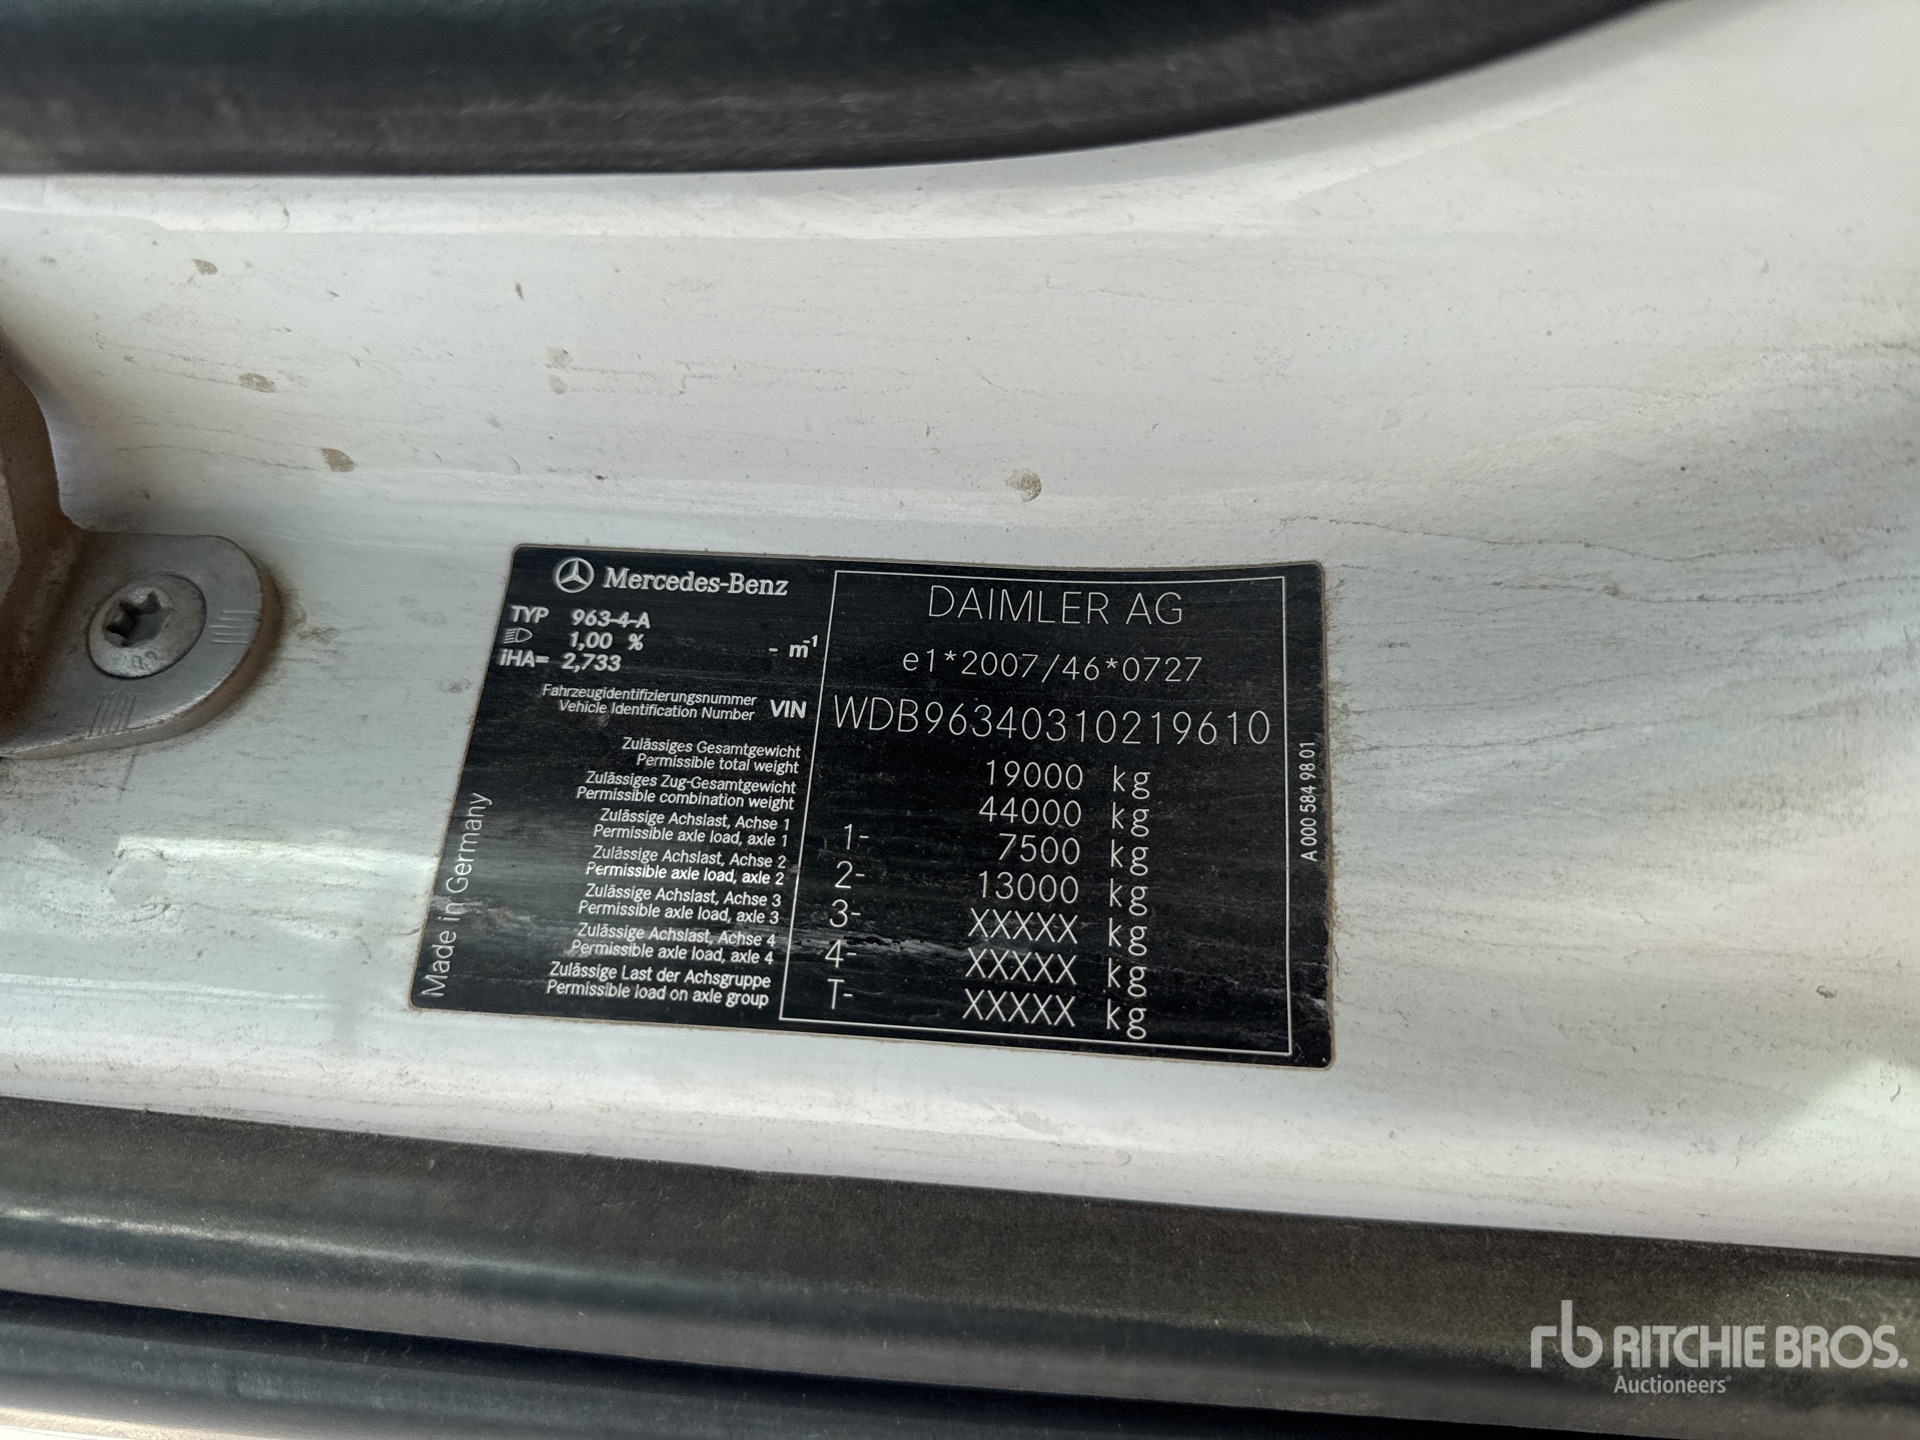 Mercedes-Benz
TYP 963-4-A
1,00 % - m-1
iHA= 2,733
Fahrzeugidentifizierungsnummer
Vehicle Identification Number VIN
Zulässiges Gesamtgewicht
Permissible total weight
Zulässiges Zug-Gesamtgewicht
Permissible combination weight
Zulässige Achslast, Achse 1
Permissible axle load, axle 1
Zulässige Achslast, Achse 2
Permissible axle load, axle 2
Zulässige Achslast, Achse 3
Permissible axle load, axle 3
Zulässige Achslast, Achse 4
Permissible axle load, axle 4
Zulässige Last der Achsgruppe
Permissible load on axle group
Made in Germany
DAIMLER AG
e1*2007/46*0727
WDB96340310219610
19000 kg
44000 kg
1- 7500 kg
2- 13000 kg
3- XXXXX kg
4- XXXXX kg
T- XXXXX kg
A 000 584 98 01
rb RITCHIE BROS.
Auctioneers